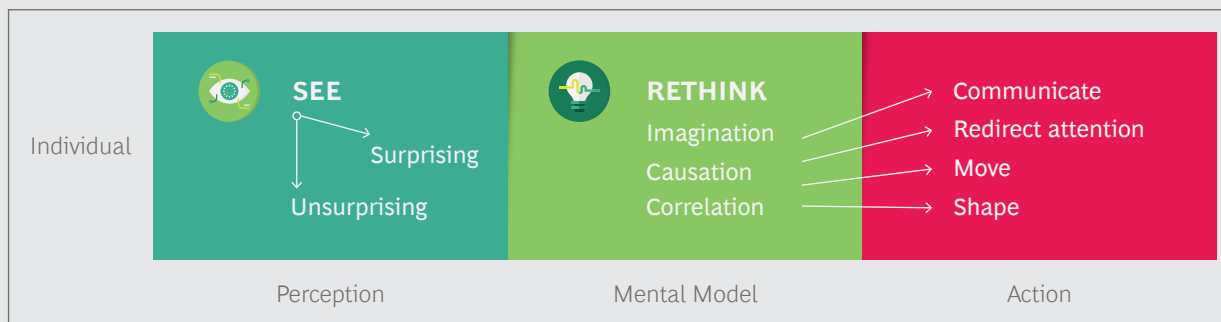 Individual
SEE
Surprising
Unsurprising
RETHINK
Imagination
Causation
Correlation
Communicate
Redirect attention
Move
Shape
Perception
Mental Model
Action